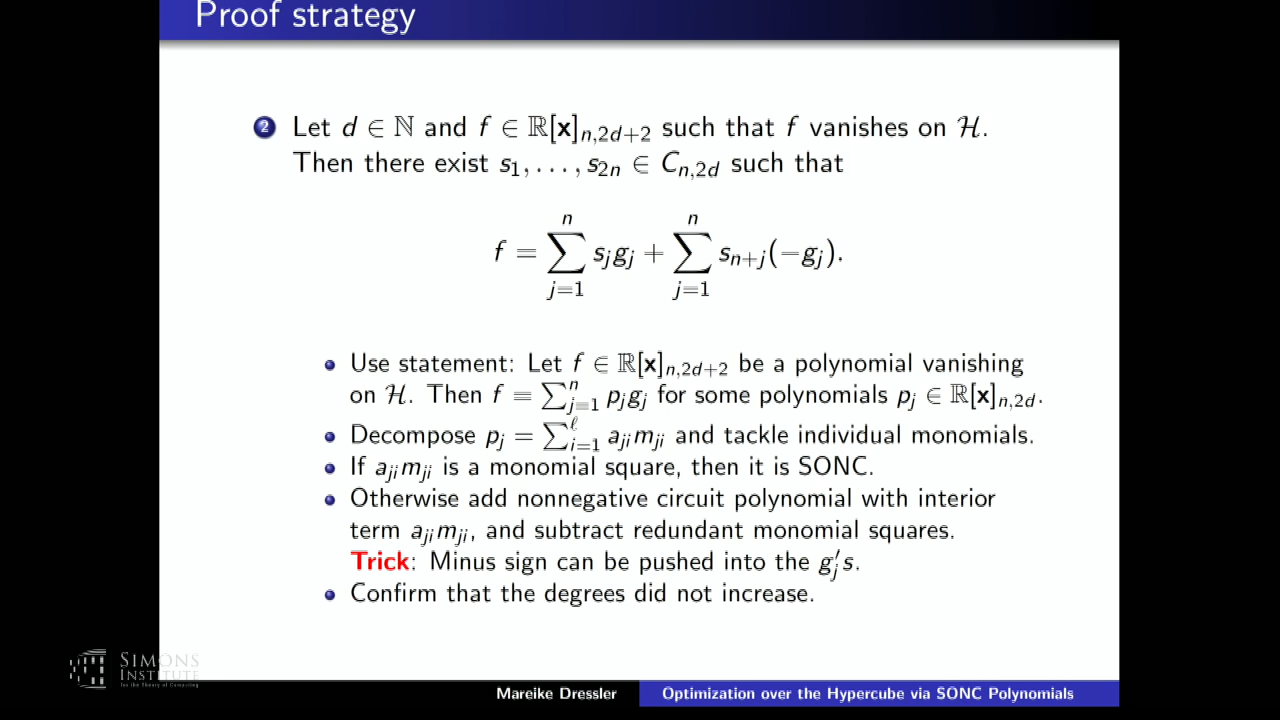 Proof strategy
2 Let d ∈ ℕ and f ∈ ℝ[x]_{n,2d+2} such that f vanishes on ℋ.
Then there exist s_1, . . . , s_{2n} ∈ C_{n,2d} such that
f = ∑_{j=1}^{n} s_j g_j + ∑_{j=1}^{n} s_{n+j}(−g_j).
Use statement: Let f ∈ ℝ[x]_{n,2d+2} be a polynomial vanishing
on ℋ. Then f ≡ ∑_{j=1}^{n} p_j g_j for some polynomials p_j ∈ ℝ[x]_{n,2d}.
Decompose p_j = ∑_{i=1}^{ℓ} a_{ji} m_{ji} and tackle individual monomials.
If a_{ji} m_{ji} is a monomial square, then it is SONC.
Otherwise add nonnegative circuit polynomial with interior
term a_{ji} m_{ji}, and subtract redundant monomial squares.
Trick: Minus sign can be pushed into the g_j′s.
Confirm that the degrees did not increase.
SIMONS
INSTITUTE
for the Theory of Computing
Mareike Dressler Optimization over the Hypercube via SONC Polynomials